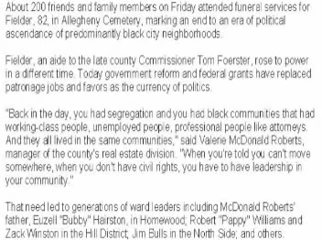 About 200 friends and family members on Friday attended funeral services for
Fielder, 82, in Allegheny Cemetery, marking an end to an era of political
ascendance of predominantly black city neighborhoods.
Fielder, an aide to the late county Commissioner Tom Foerster, rose to power
in a different time. Today government reform and federal grants have replaced
patronage jobs and favors as the currency of politics.
"Back in the day, you had segregation and you had black communities that had
working-class people, unemployed people, professional people like attorneys.
And they all lived in the same communities," said Valerie McDonald Roberts,
manager of the county's real estate division. "When you're told you can't move
somewhere, when you don't have civil rights, you have to have leadership in
your community."
That need led to generations of ward leaders including McDonald Roberts'
father, Euzell "Bubby" Hairston, in Homewood; Robert "Pappy" Williams and
Zack Winston in the Hill District; Jim Bulls in the North Side; and others.